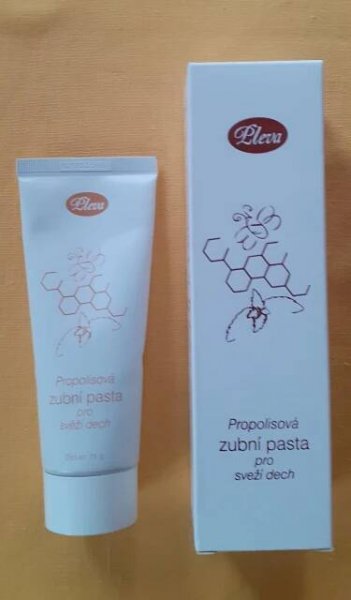 Pleva
Propolisová
zubní pasta
pro
svěží dech
Pleva
Propolisová
zubní pasta
pro
svěží dech